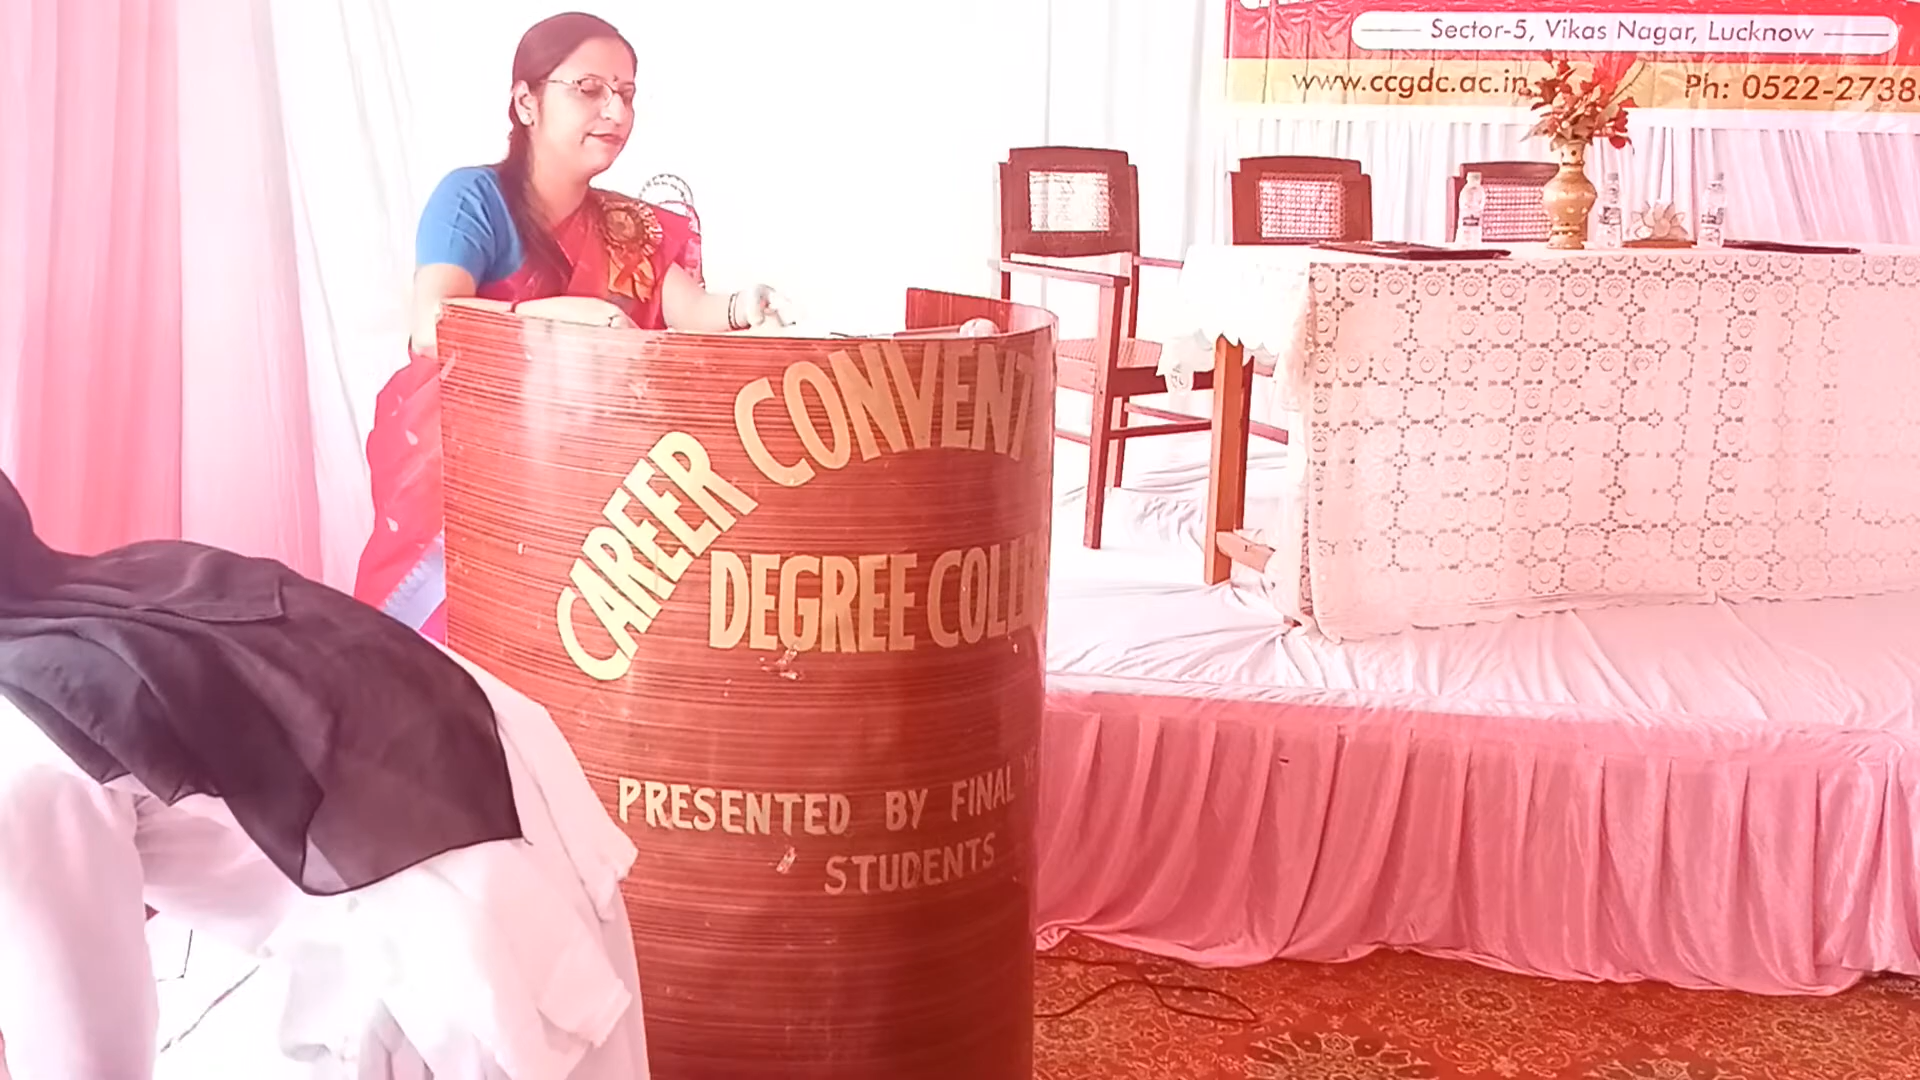 Sector-5, Vikas Nagar, Lucknow
www.ccgdc.ac.in Ph: 0522-2738
CAREER CONVENT
DEGREE COLL
PRESENTED BY FINAL
STUDENTS